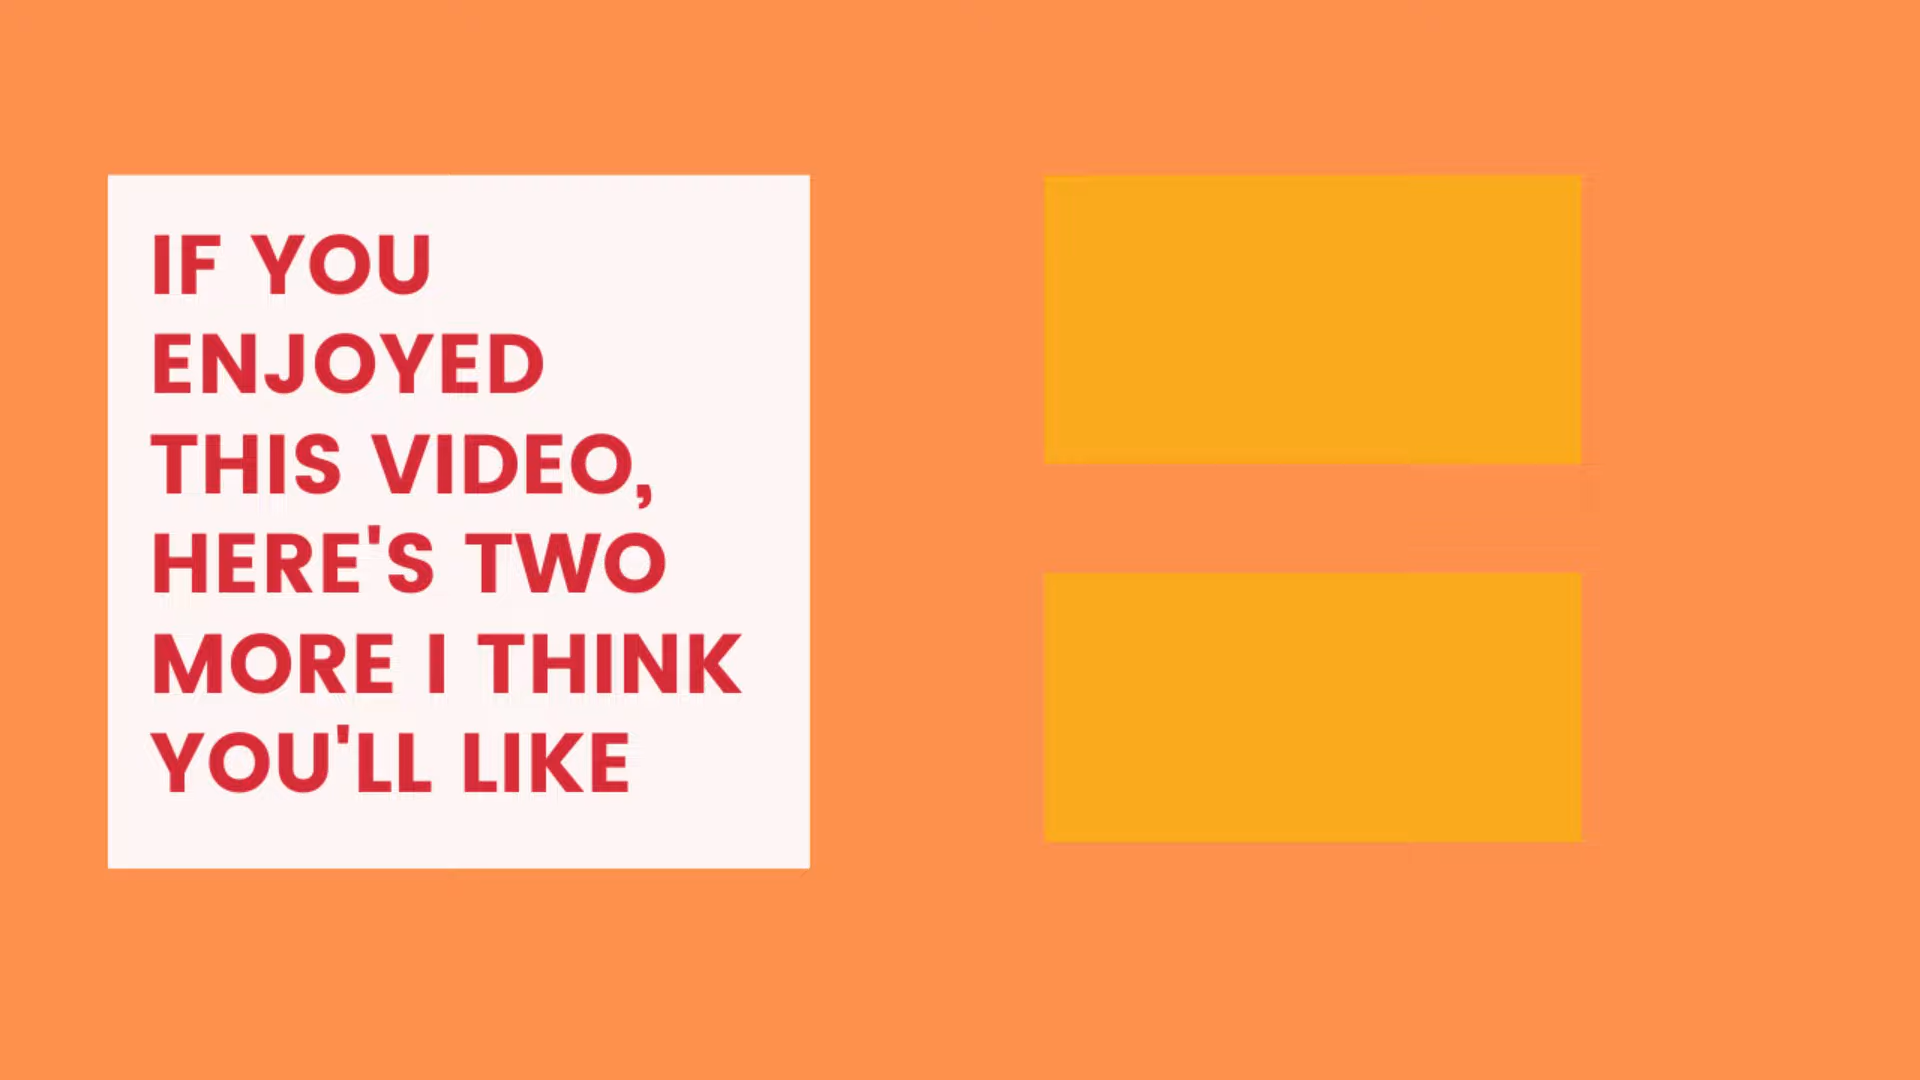 IF YOU
ENJOYED
THIS VIDEO,
HERE'S TWO
MORE I THINK
YOU'LL LIKE